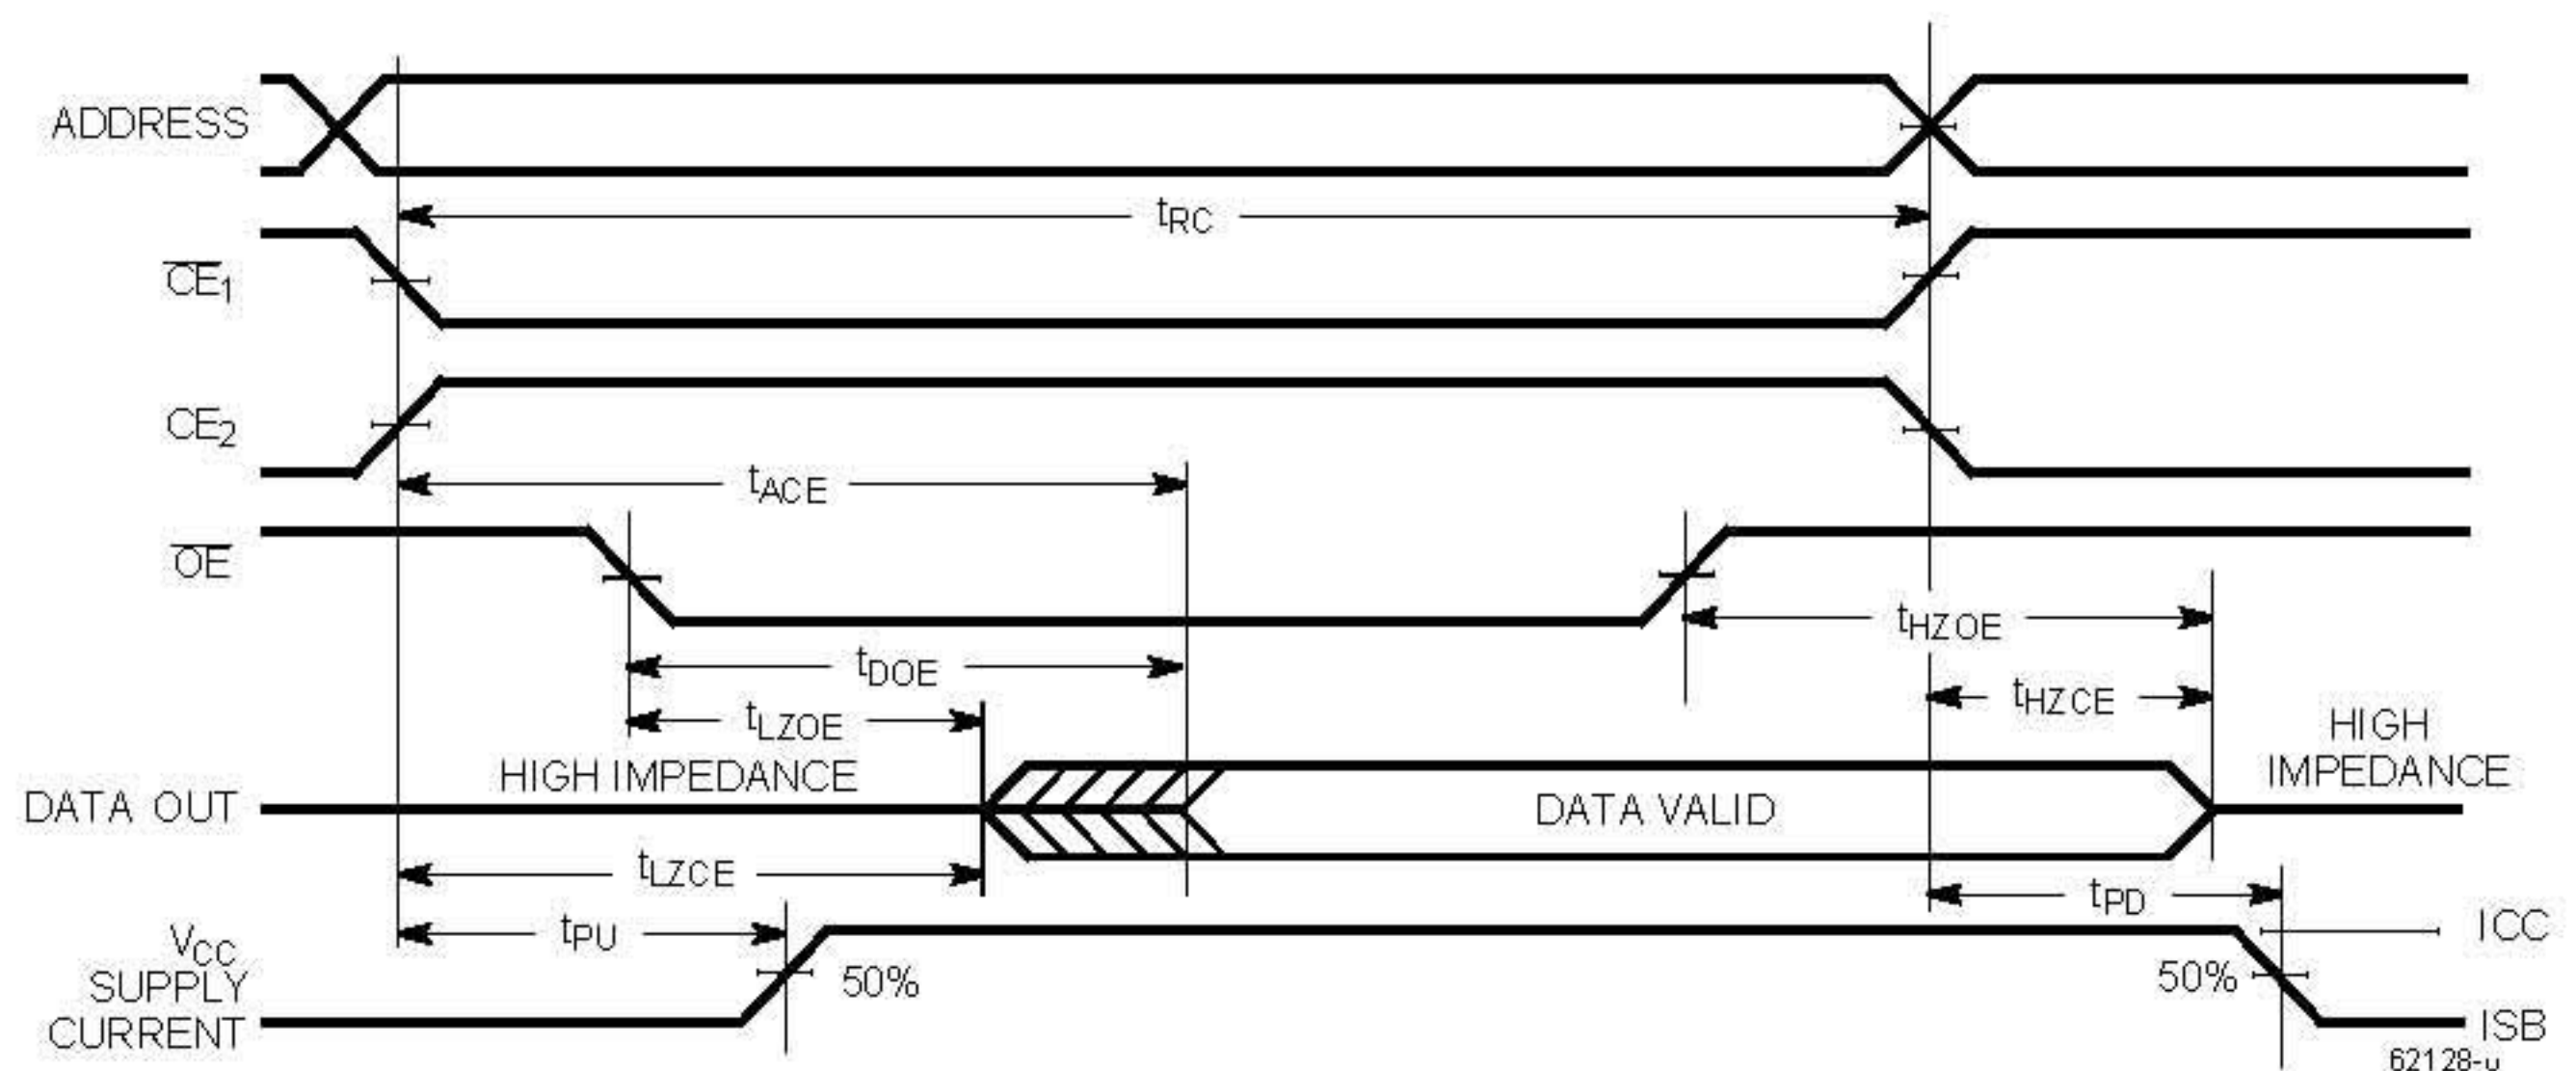 ADDRESS
tRC
CE1
CE2
tACE
OE
tHZOE
tDOE
tHZCE
tLZOE
HIGH
IMPEDANCE
HIGH IMPEDANCE
DATA OUT
DATA VALID
tLZCE
tPD
tPU
ICC
VCC
SUPPLY
CURRENT
50%
50%
ISB
62128-u